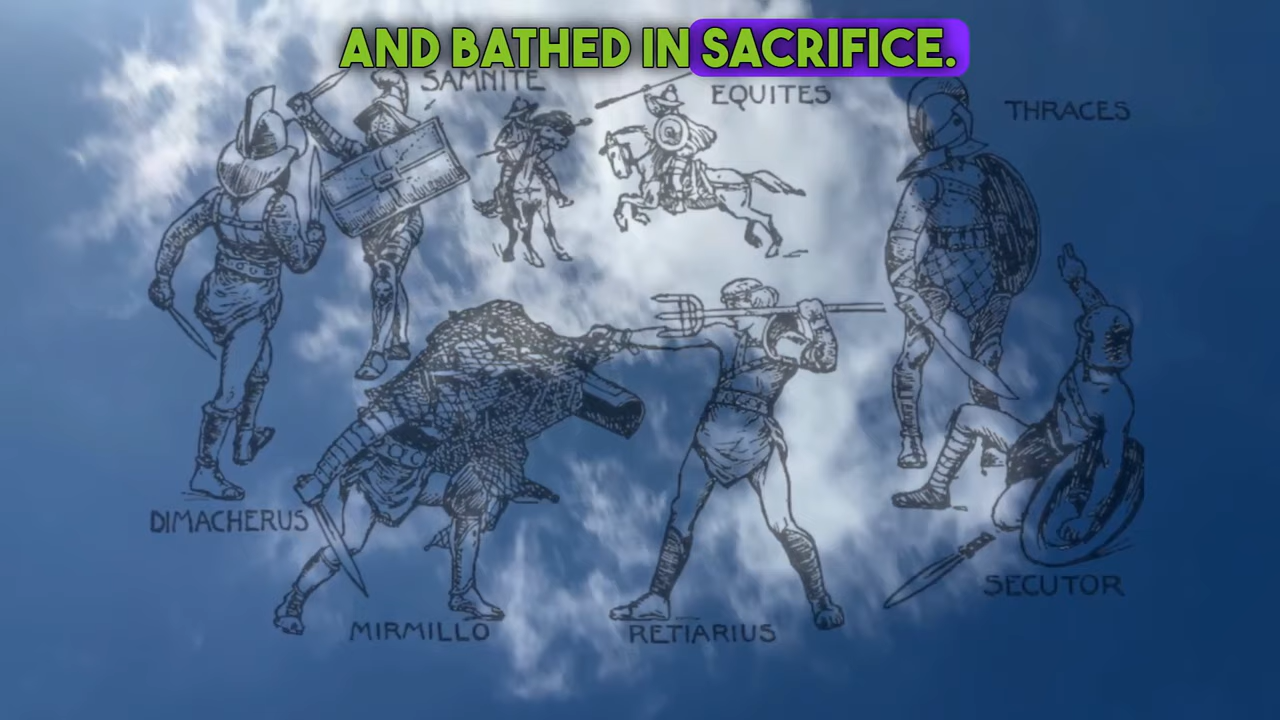 AND BATHED IN SACRIFICE.
SAMNITE
EQUITES
THRACES
DIMACHERUS
SECUTOR
MIRMILLO
RETIARIUS